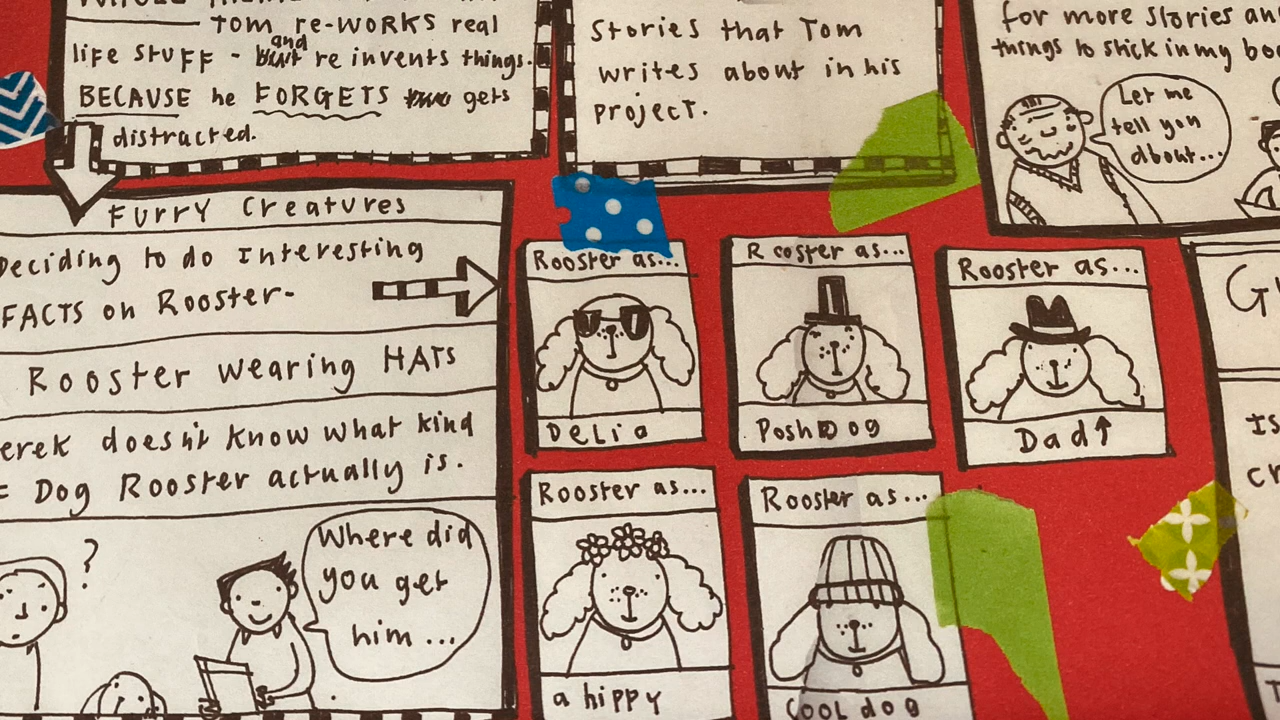 TOM re-works real
life stuff - and re invents things.
BECAUSE he FORGETS gets
distracted.
Stories that Tom
writes about in his
project.
for more stories
things to stick in my
Let me
tell you
about...
Furry Creatures
Deciding to do Interesting
FACTS on Rooster-
Rooster wearing HATS
doesn't know what kind
Dog Rooster actually is.
?
Where did
you get
him ...
Rooster as...
Delia
Rooster as...
Posh Dog
Rooster as...
Dad↑
Rooster as...
a hippy
Rooster as...
Cool dog